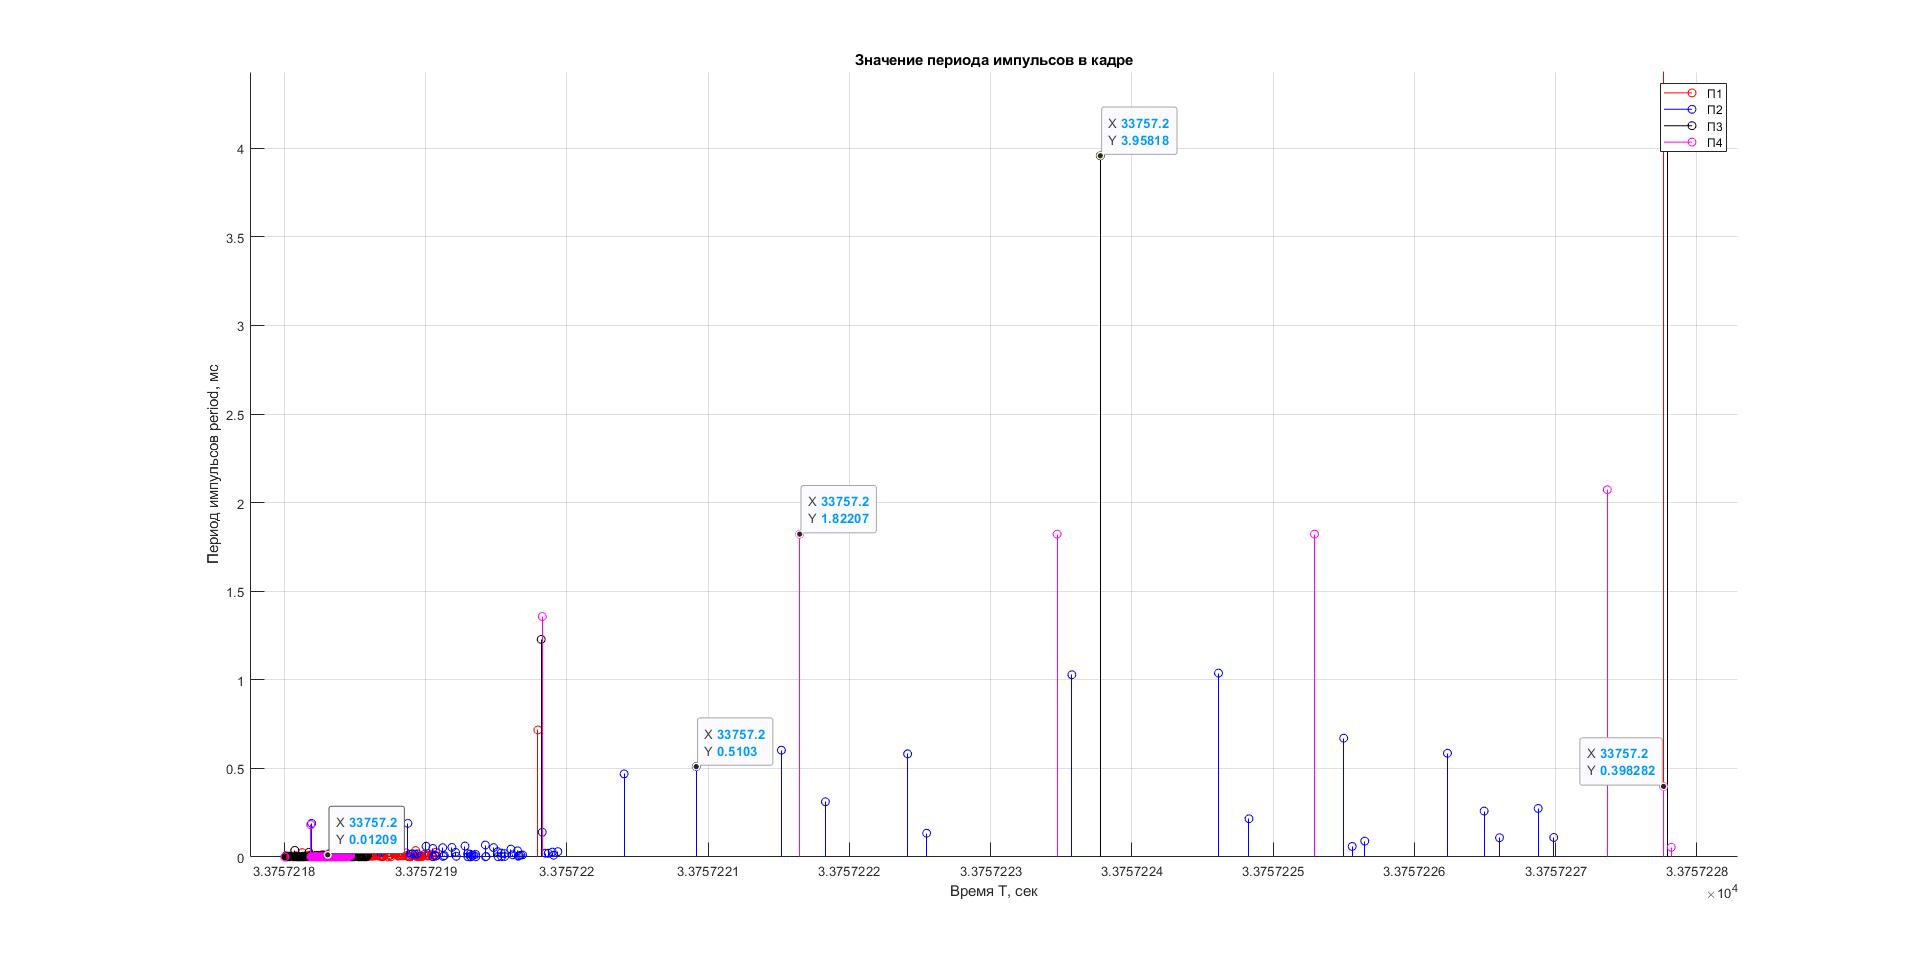 Значение периода импульсов в кадре
П1
П2
П3
П4
X 33757.2
Y 3.95818
X 33757.2
Y 1.82207
X 33757.2
Y 0.5103
X 33757.2
Y 0.398282
X 33757.2
Y 0.01209
Период импульсов period, мс
4
3.5
3
2.5
2
1.5
1
0.5
0
3.3757218 3.3757219 3.375722 3.3757221 3.3757222 3.3757223 3.3757224 3.3757225 3.3757226 3.3757227 3.3757228
Время T, сек
×10⁴